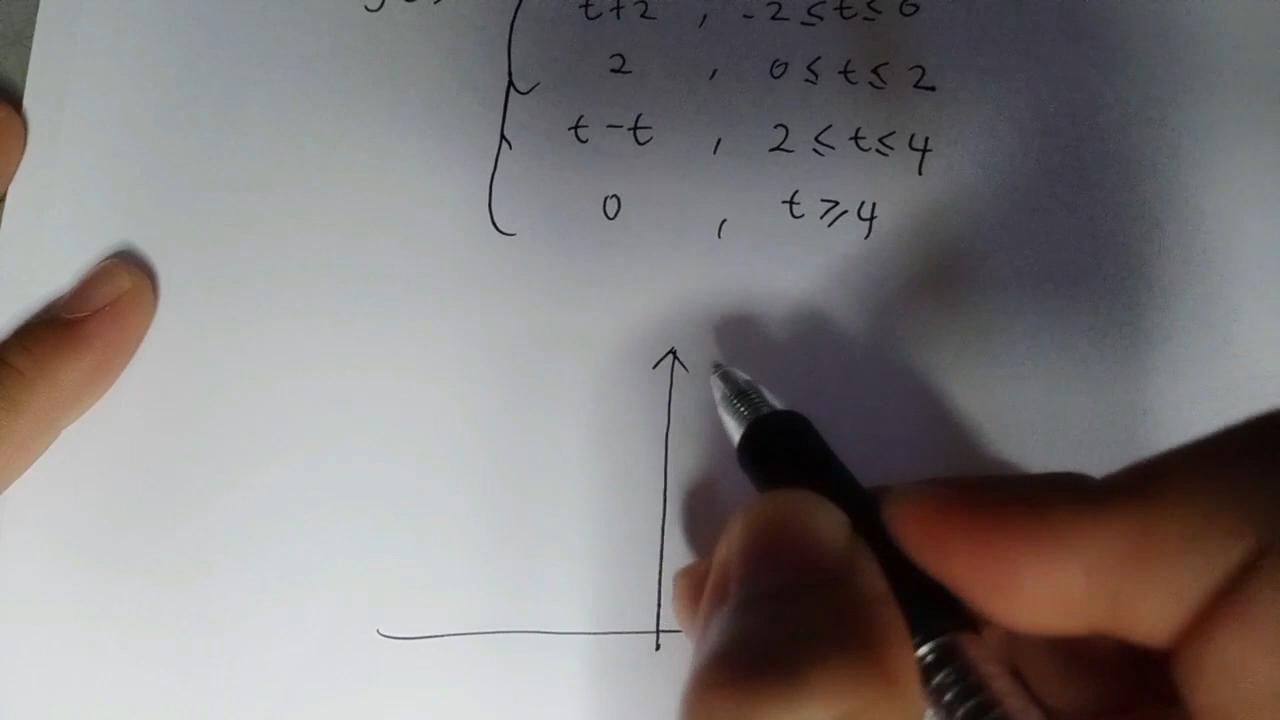 t+2 , -2 ≤ t ≤ 0
2 , 0 ≤ t ≤ 2
t-t , 2 ≤ t ≤ 4
0 , t ≥ 4